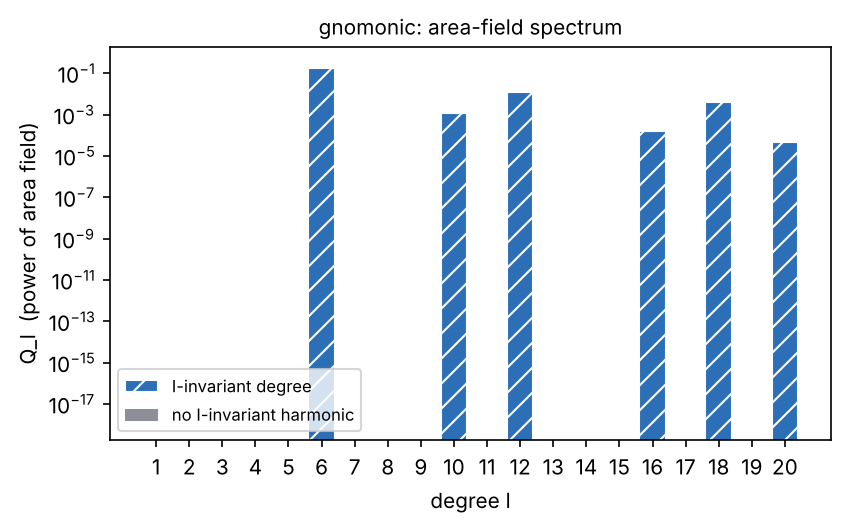 gnomonic: area-field spectrum
Q_l (power of area field)
10⁻¹
10⁻³
10⁻⁵
10⁻⁷
10⁻⁹
10⁻¹¹
10⁻¹³
10⁻¹⁵
10⁻¹⁷
I-invariant degree
no I-invariant harmonic
1 2 3 4 5 6 7 8 9 10 11 12 13 14 15 16 17 18 19 20
degree l